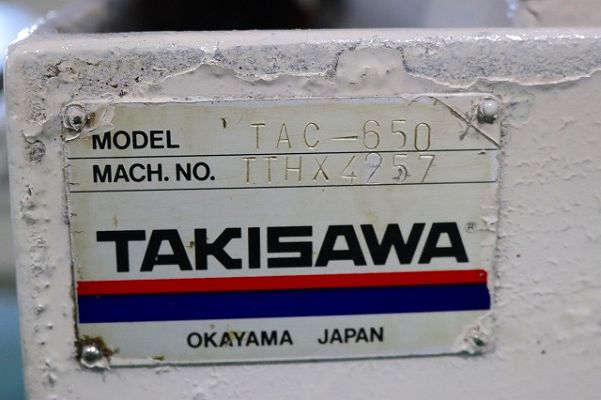 MODEL TAC-650
MACH. NO. TTHX4257
TAKISAWA®
OKAYAMA JAPAN